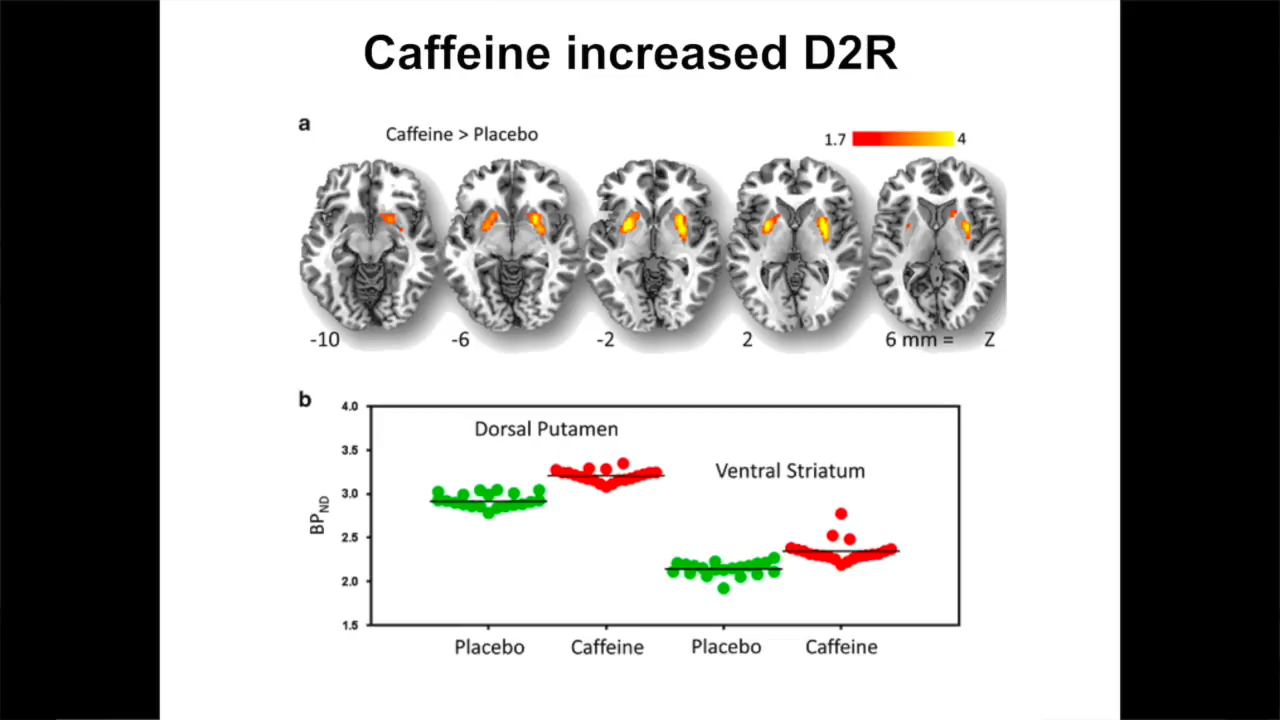 Caffeine increased D2R
a
Caffeine > Placebo
1.7
4
-10
-6
-2
2
6 mm = Z
b
4.0
3.5
3.0
2.5
2.0
1.5
BPND
Dorsal Putamen
Ventral Striatum
Placebo
Caffeine
Placebo
Caffeine